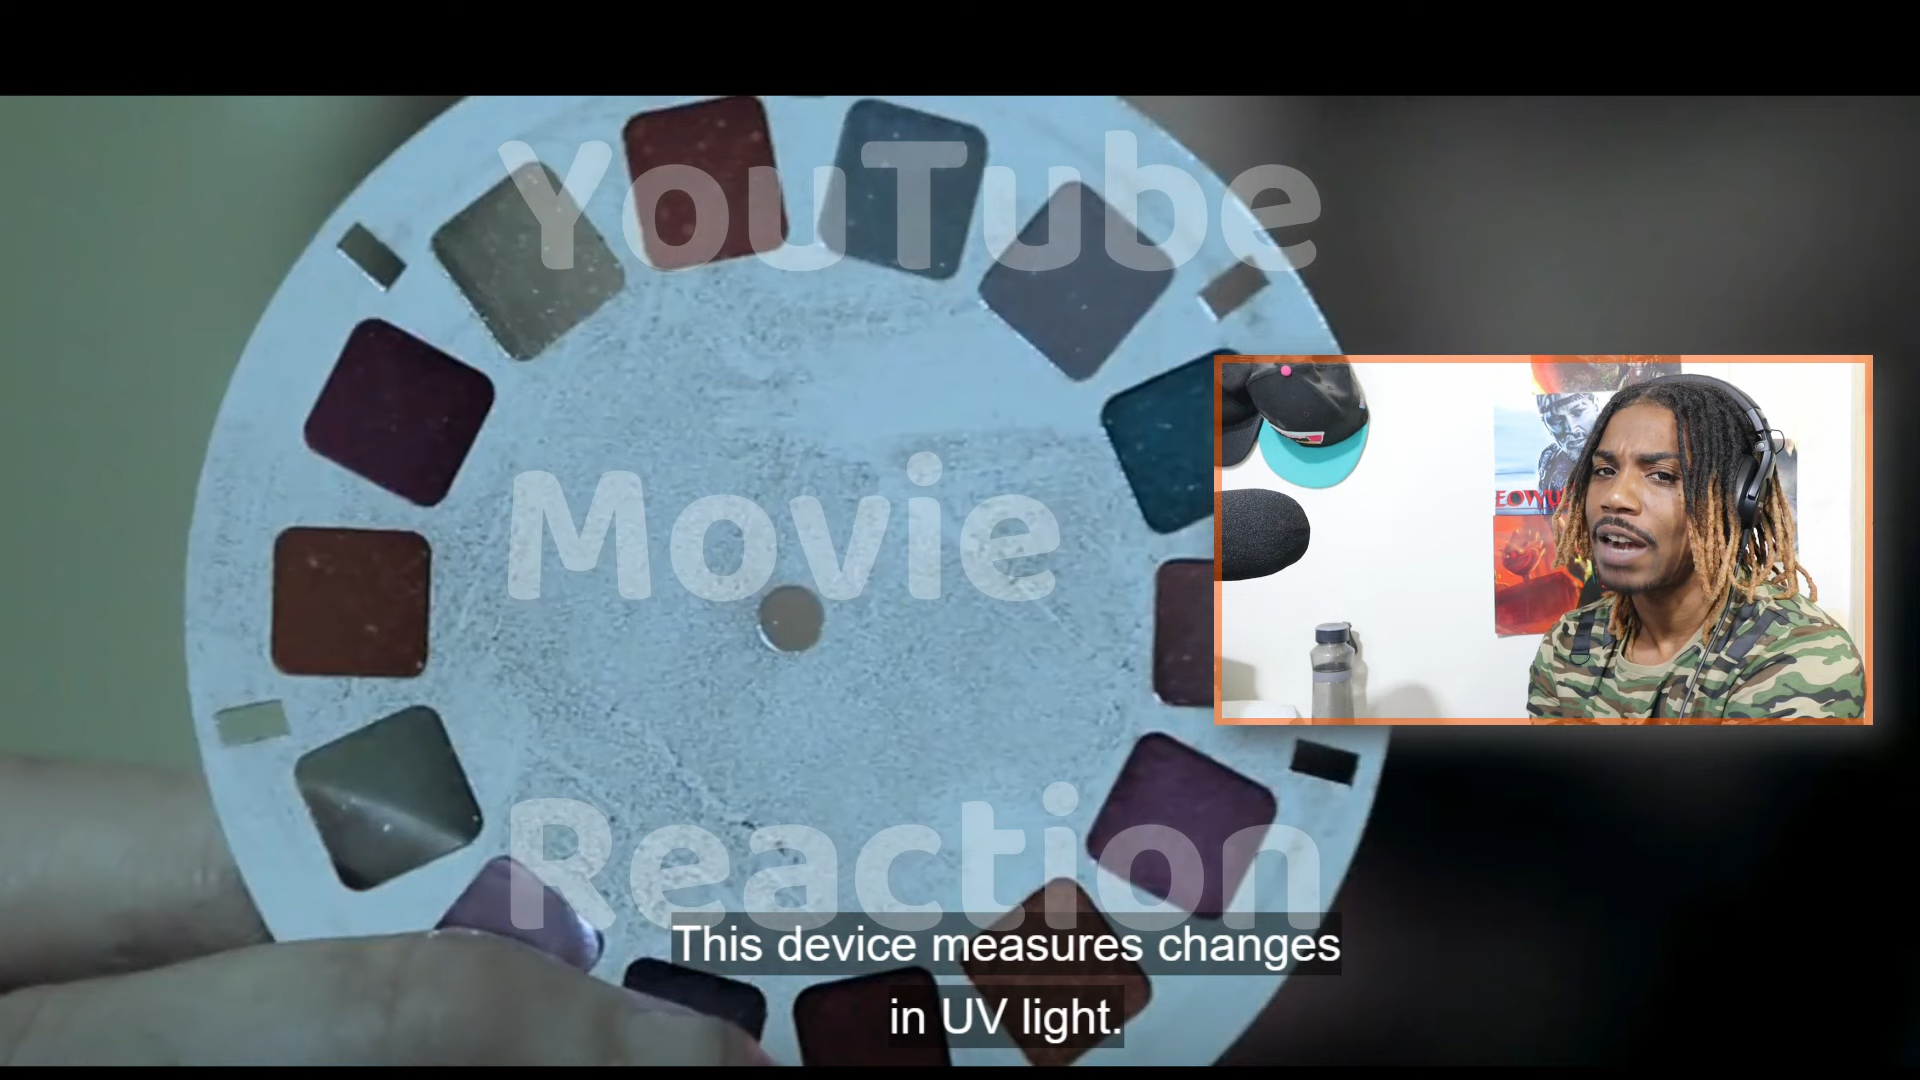 YouTube
Movie
Reaction
This device measures changes
in UV light.